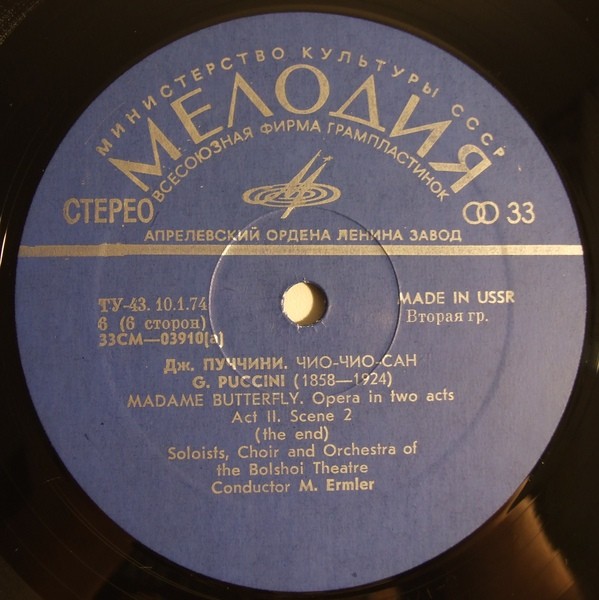 МИНИСТЕРСТВО КУЛЬТУРЫ СССР
МЕЛОДИЯ
ВСЕСОЮЗНАЯ ФИРМА ГРАМПЛАСТИНОК
СТЕРЕО
33
АПРЕЛЕВСКИЙ ОРДЕНА ЛЕНИНА ЗАВОД
ТУ-43. 10.1.74
MADE IN USSR
6 (6 сторон)
Вторая гр.
33СМ—03910(а)
Дж. ПУЧЧИНИ. ЧИО-ЧИО-САН
G. PUCCINI (1858—1924)
MADAME BUTTERFLY. Opera in two acts
Act II. Scene 2
(the end)
Soloists, Choir and Orchestra of
the Bolshoi Theatre
Conductor M. Ermler